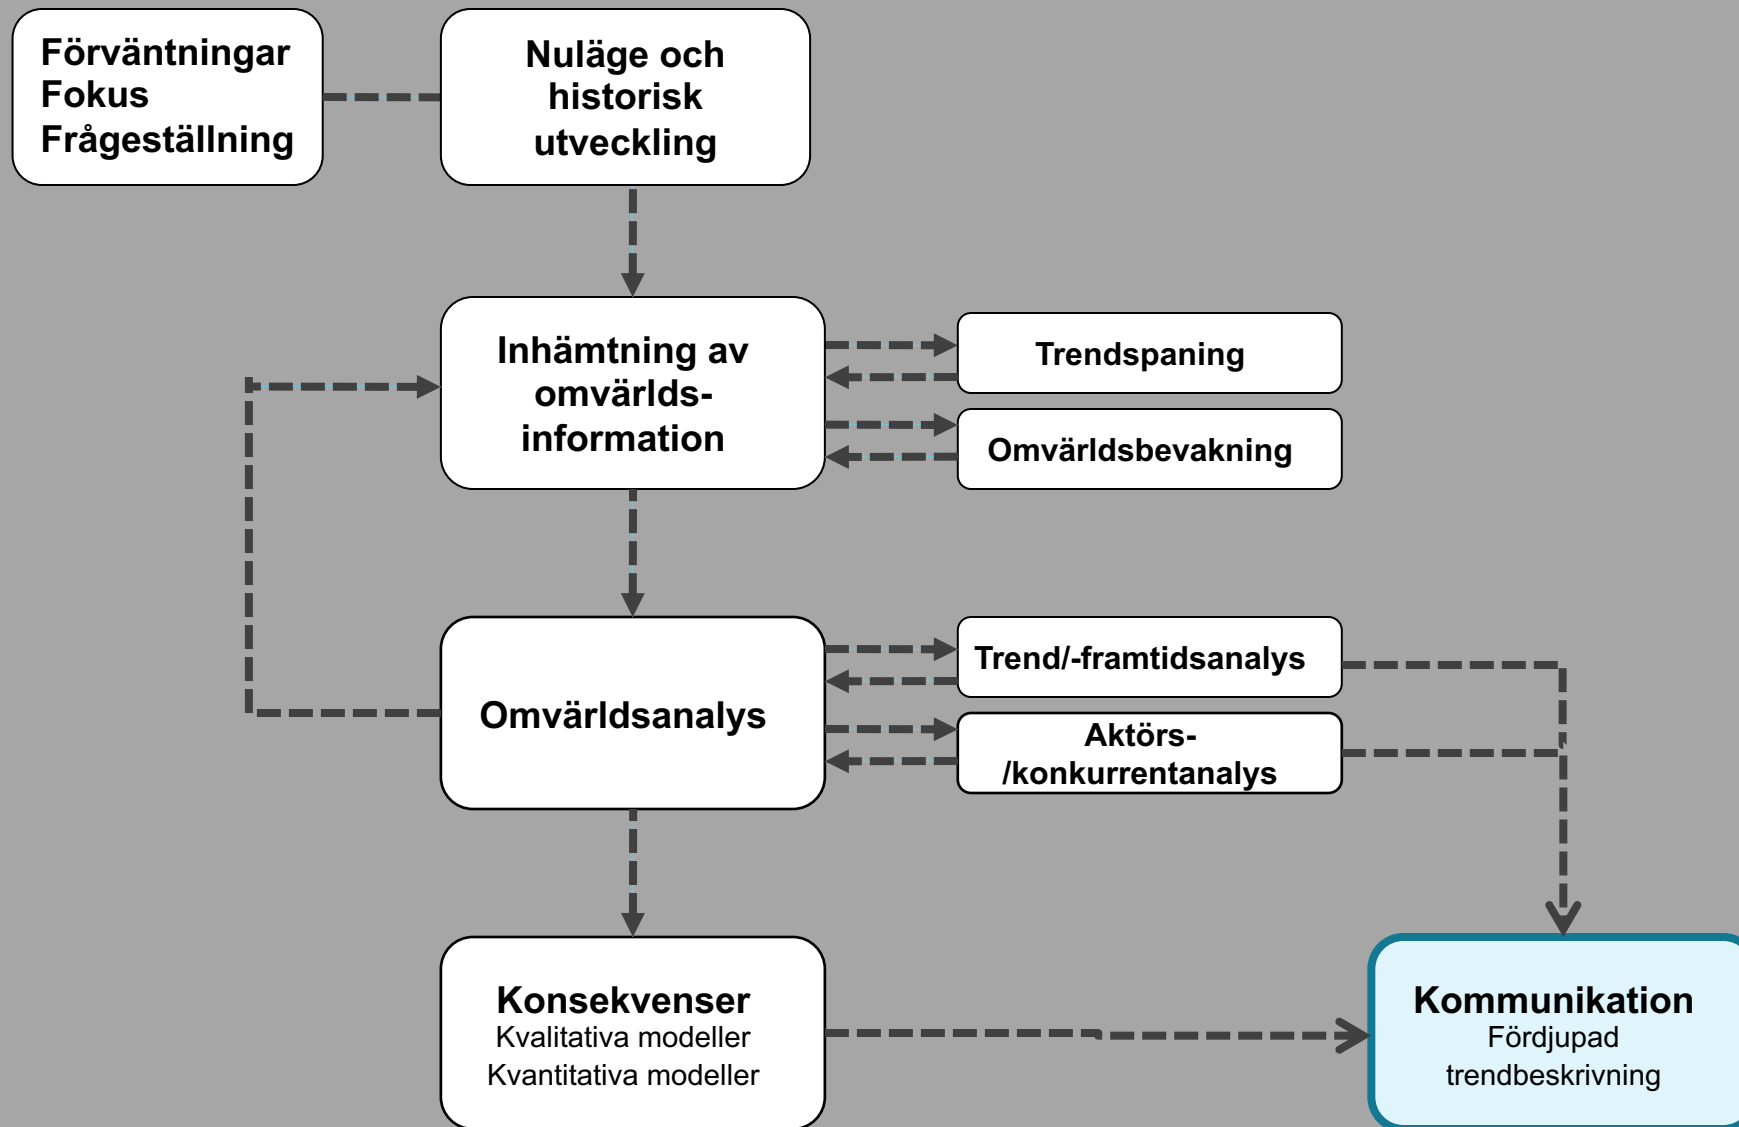 Förväntningar
Fokus
Frågeställning
Nuläge och
historisk
utveckling
Inhämtning av
omvärlds-
information
Trendspaning
Omvärldsbevakning
Omvärldsanalys
Trend/-framtidsanalys
Aktörs-
/konkurrentanalys
Konsekvenser
Kvalitativa modeller
Kvantitativa modeller
Kommunikation
Fördjupad
trendbeskrivning